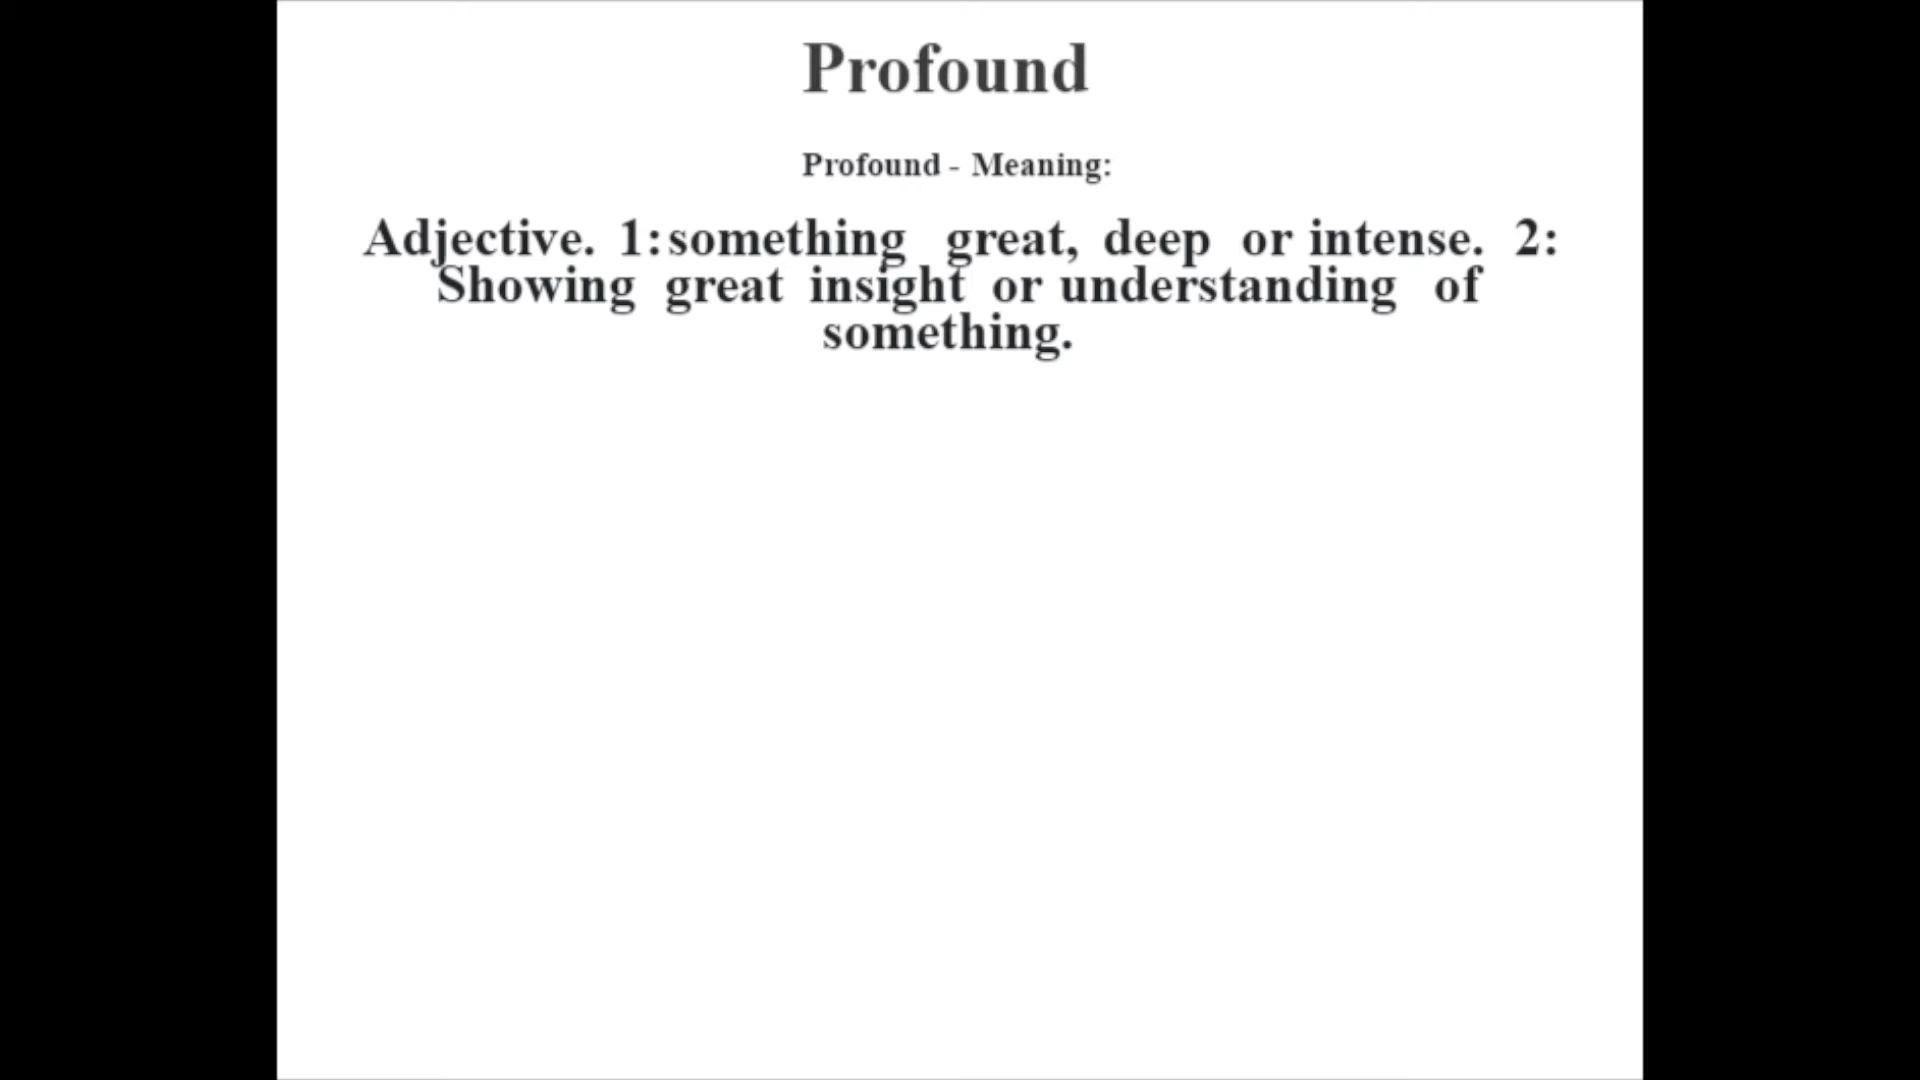 Profound
Profound - Meaning:
Adjective. 1:something great, deep or intense. 2:
Showing great insight or understanding of
something.